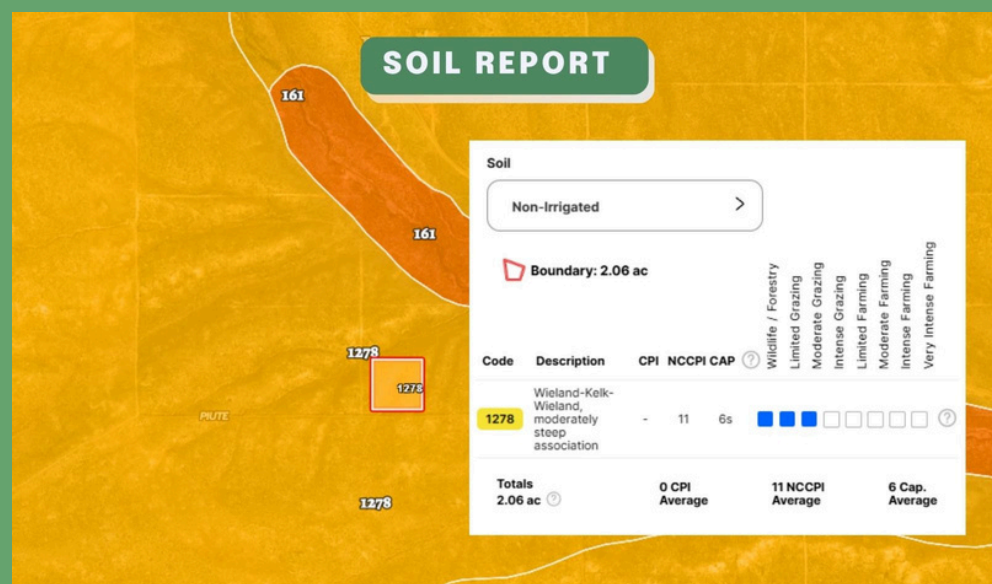 SOIL REPORT
161
161
1278
1278
PIUTE
1278
Soil
Non-Irrigated
Boundary: 2.06 ac
Wildlife / Forestry
Limited Grazing
Moderate Grazing
Intense Grazing
Limited Farming
Moderate Farming
Intense Farming
Very Intense Farming
Code Description CPI NCCPI CAP ?
1278 Wieland-Kelk-
Wieland,
moderately
steep
association
- 11 6s ?
Totals
2.06 ac ?
0 CPI
Average
11 NCCPI
Average
6 Cap.
Average